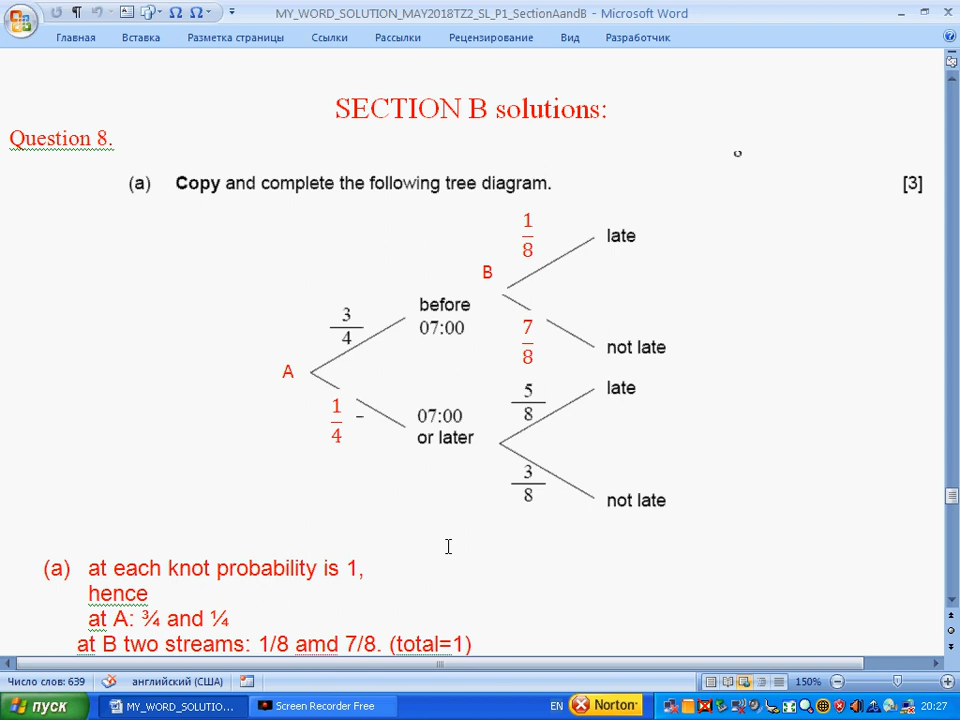 MY_WORD_SOLUTION_MAY2018TZ2_SL_P1_SectionAandB - Microsoft Word
Главная Вставка Разметка страницы Ссылки Рассылки Рецензирование Вид Разработчик
SECTION B solutions:
Question 8.
(a) Copy and complete the following tree diagram. [3]
1
8
late
B
before
07:00
3
4
7
8
not late
A
5
8
late
1
4
07:00
or later
3
8
not late
(a) at each knot probability is 1,
hence
at A: ¾ and ¼
at B two streams: 1/8 amd 7/8. (total=1)
Число слов: 639 английский (США) 150%
пуск MY_WORD_SOLUTIO... Screen Recorder Free EN Norton 20:27